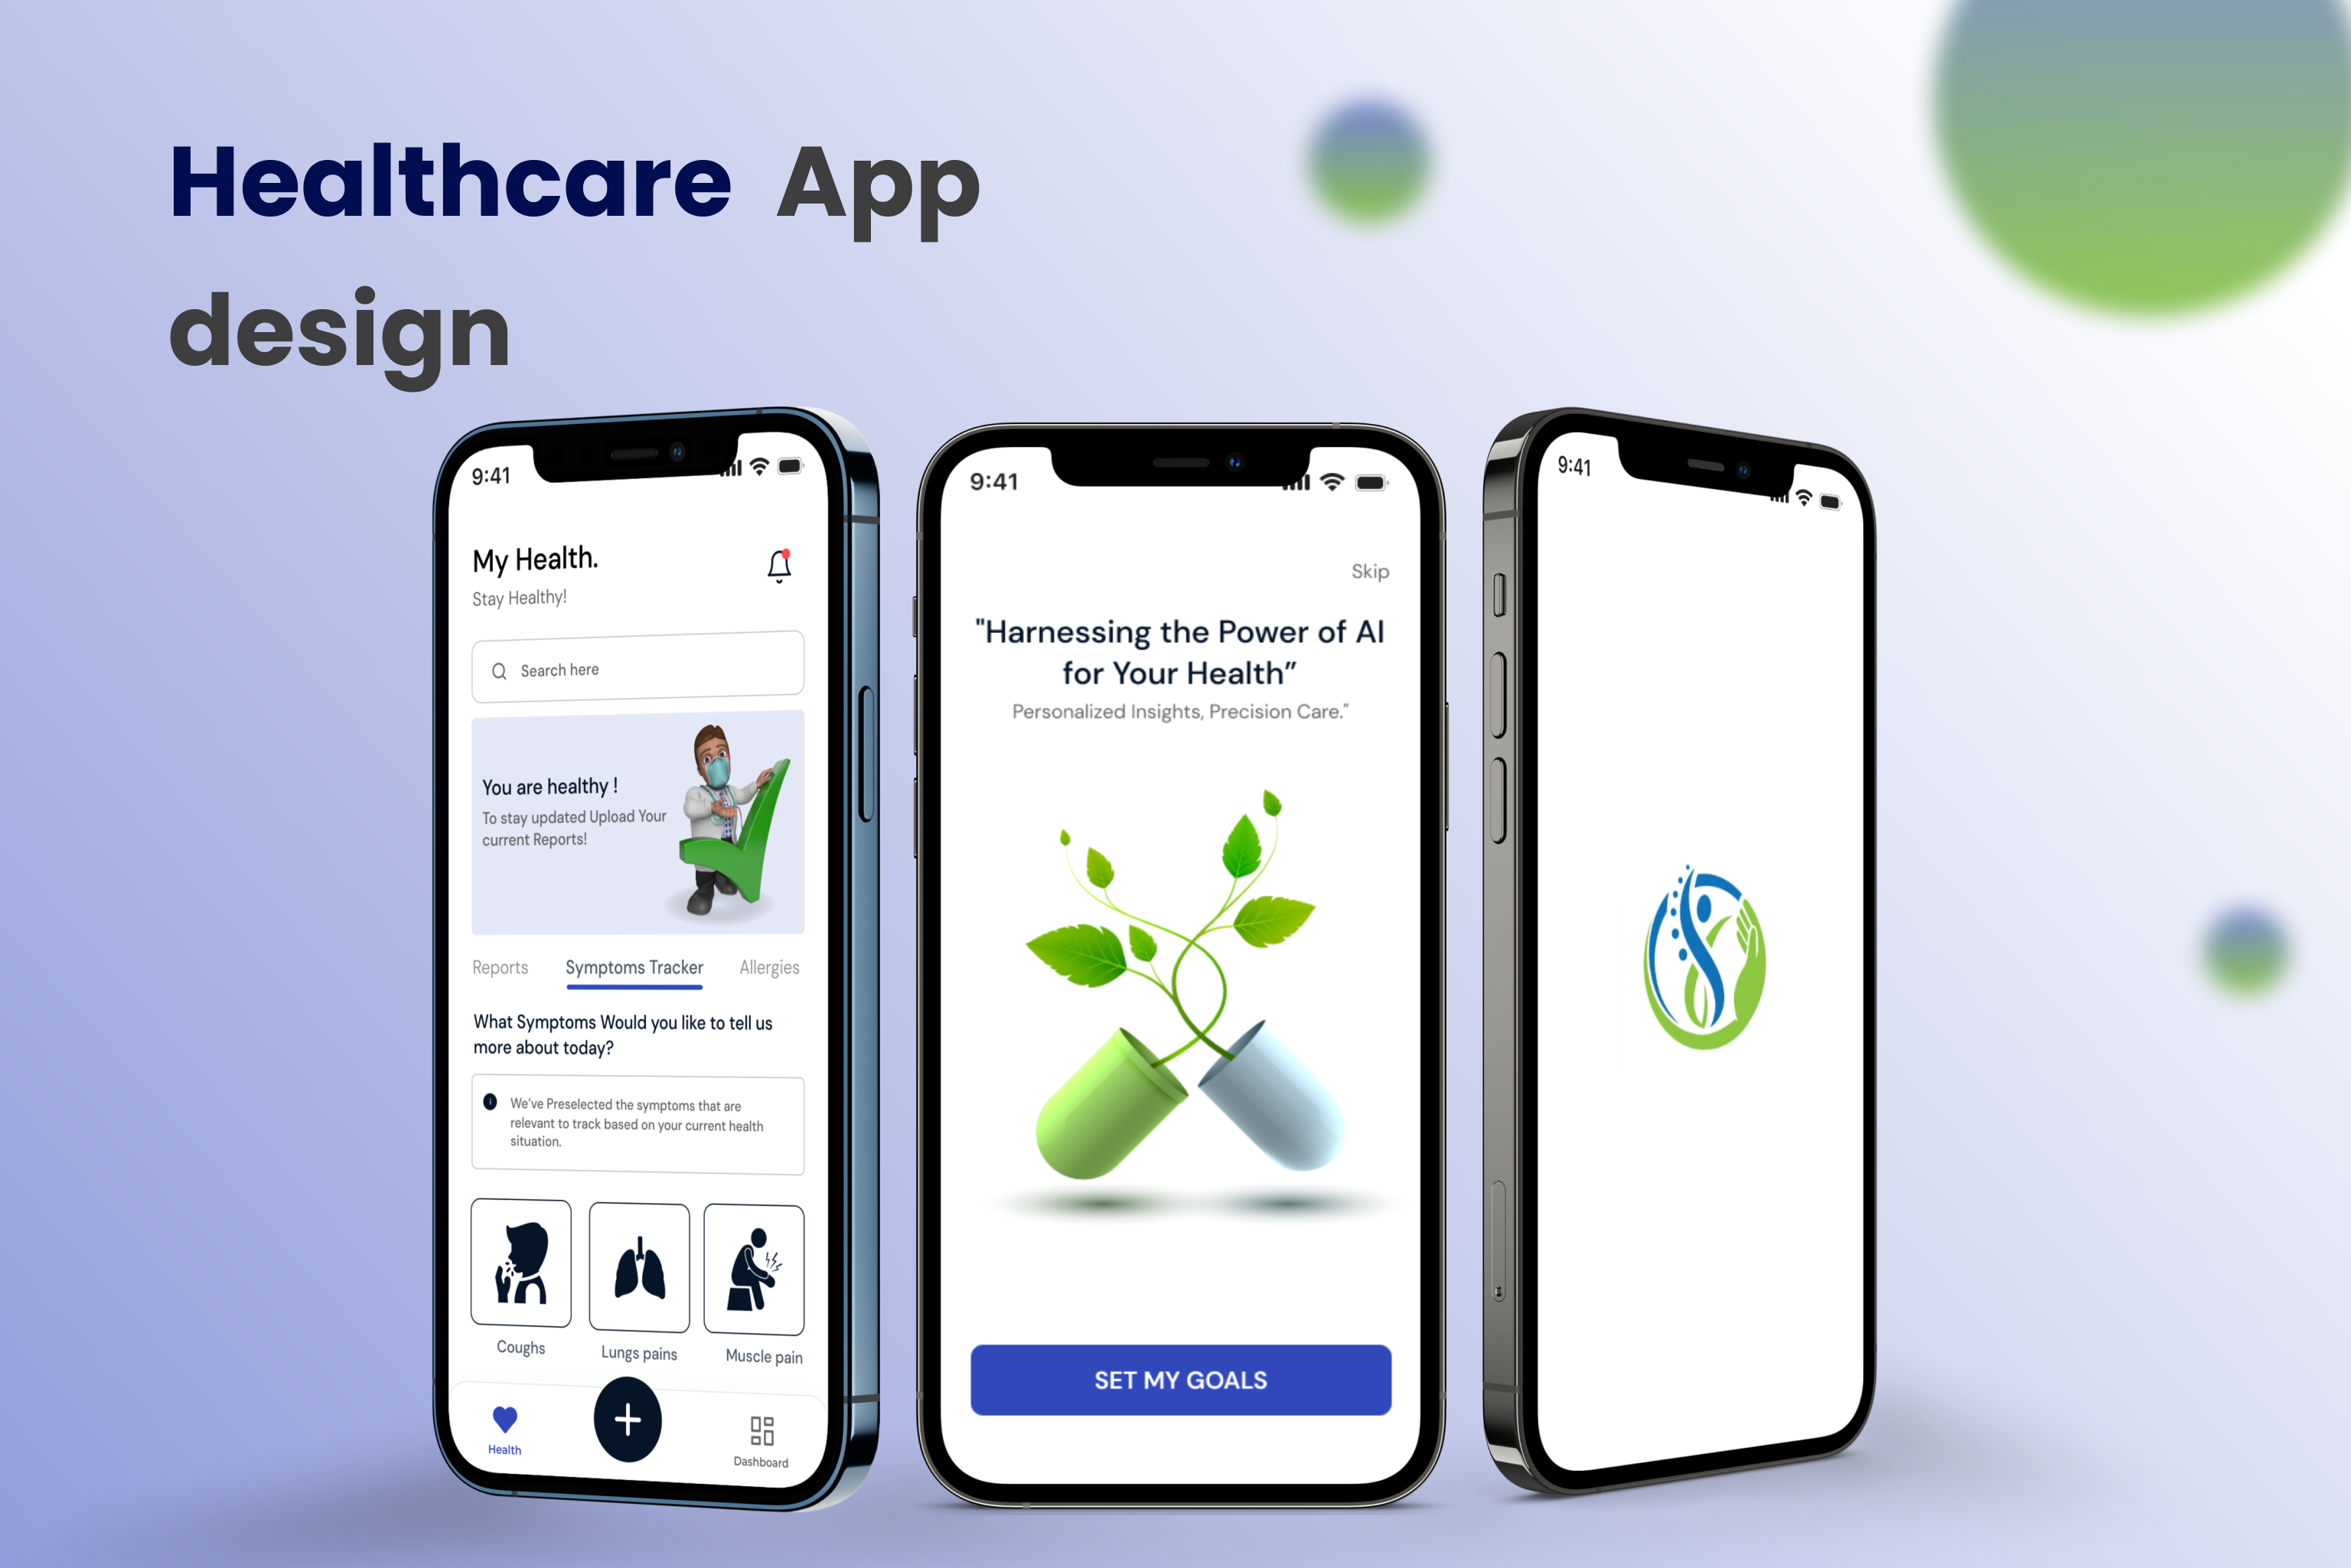 Healthcare App
design
9:41
My Health.
Stay Healthy!
Search here
You are healthy !
To stay updated Upload Your
current Reports!
Reports Symptoms Tracker Allergies
What Symptoms Would you like to tell us
more about today?
We've Preselected the symptoms that are
relevant to track based on your current health
situation.
Coughs Lungs pains Muscle pain
Health Dashboard
9:41
Skip
"Harnessing the Power of AI
for Your Health”
Personalized Insights, Precision Care."
SET MY GOALS
9:41